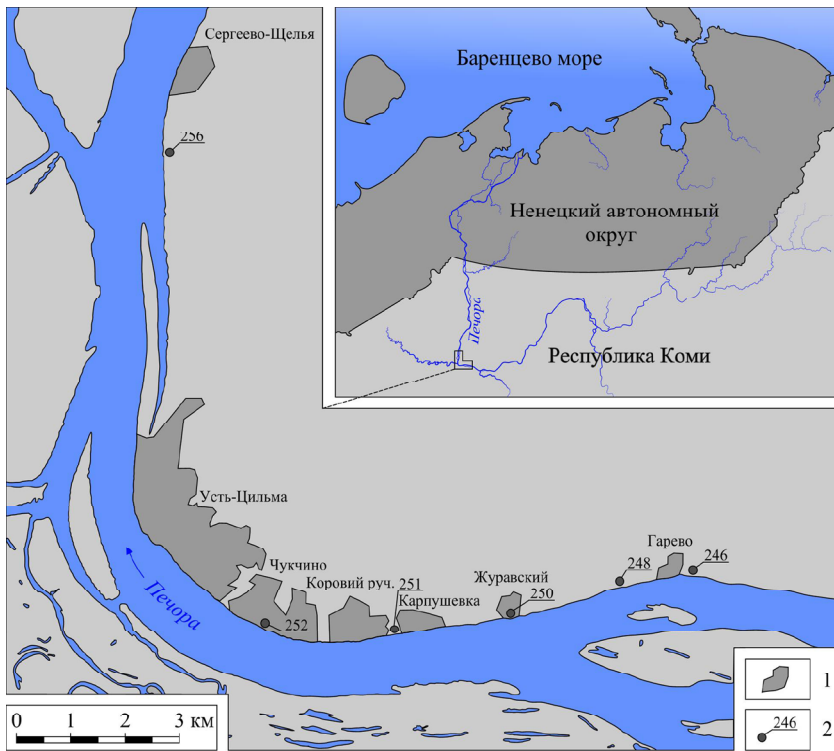 Сергеево-Щелья
256
Баренцево море
Ненецкий автономный
округ
Печора
Республика Коми
Усть-Цильма
Чукчино
Коровий руч.
251
Карпушевка
Журавский
250
248
Гарево
246
252
Печора
0 1 2 3 км
1
246
2